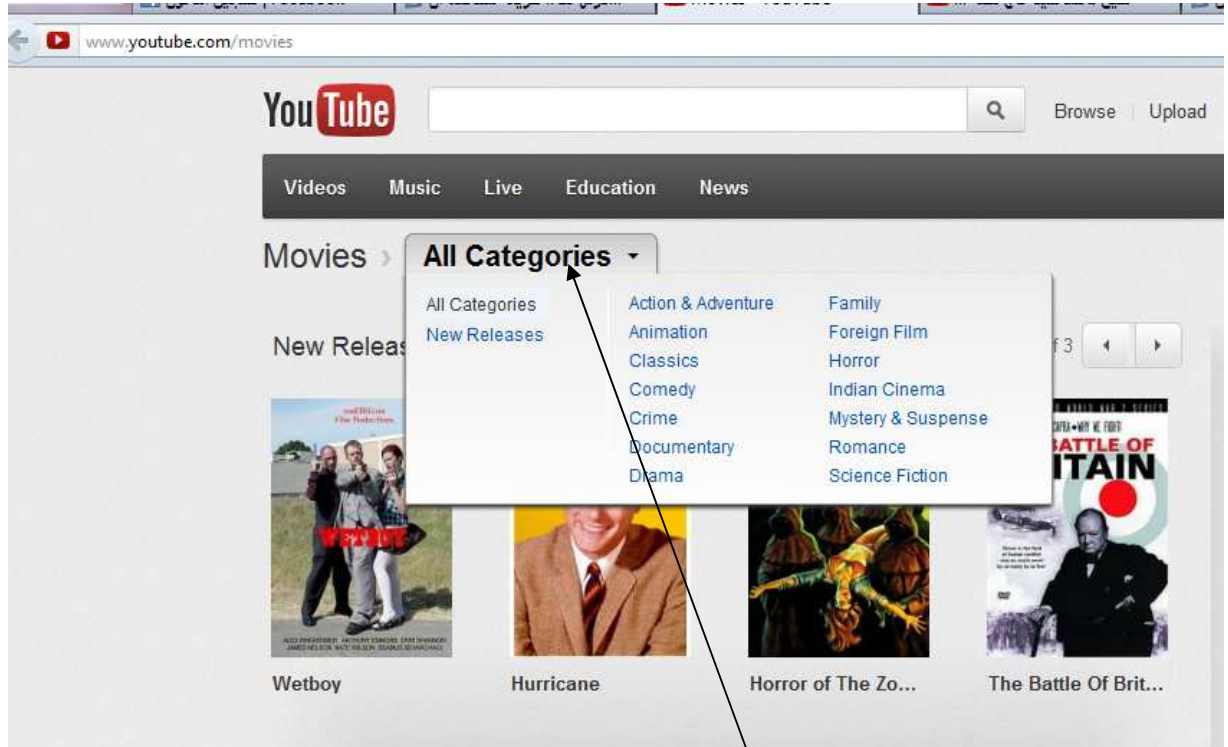 www.youtube.com/movies
YouTube
Browse
Upload
Videos Music Live Education News
Movies › All Categories
All Categories
New Releases
Action & Adventure
Animation
Classics
Comedy
Crime
Documentary
Drama
Family
Foreign Film
Horror
Indian Cinema
Mystery & Suspense
Romance
Science Fiction
New Releas
f 3
WETBOY
BATTLE OF
ITAIN
Wetboy
Hurricane
Horror of The Zo...
The Battle Of Brit...